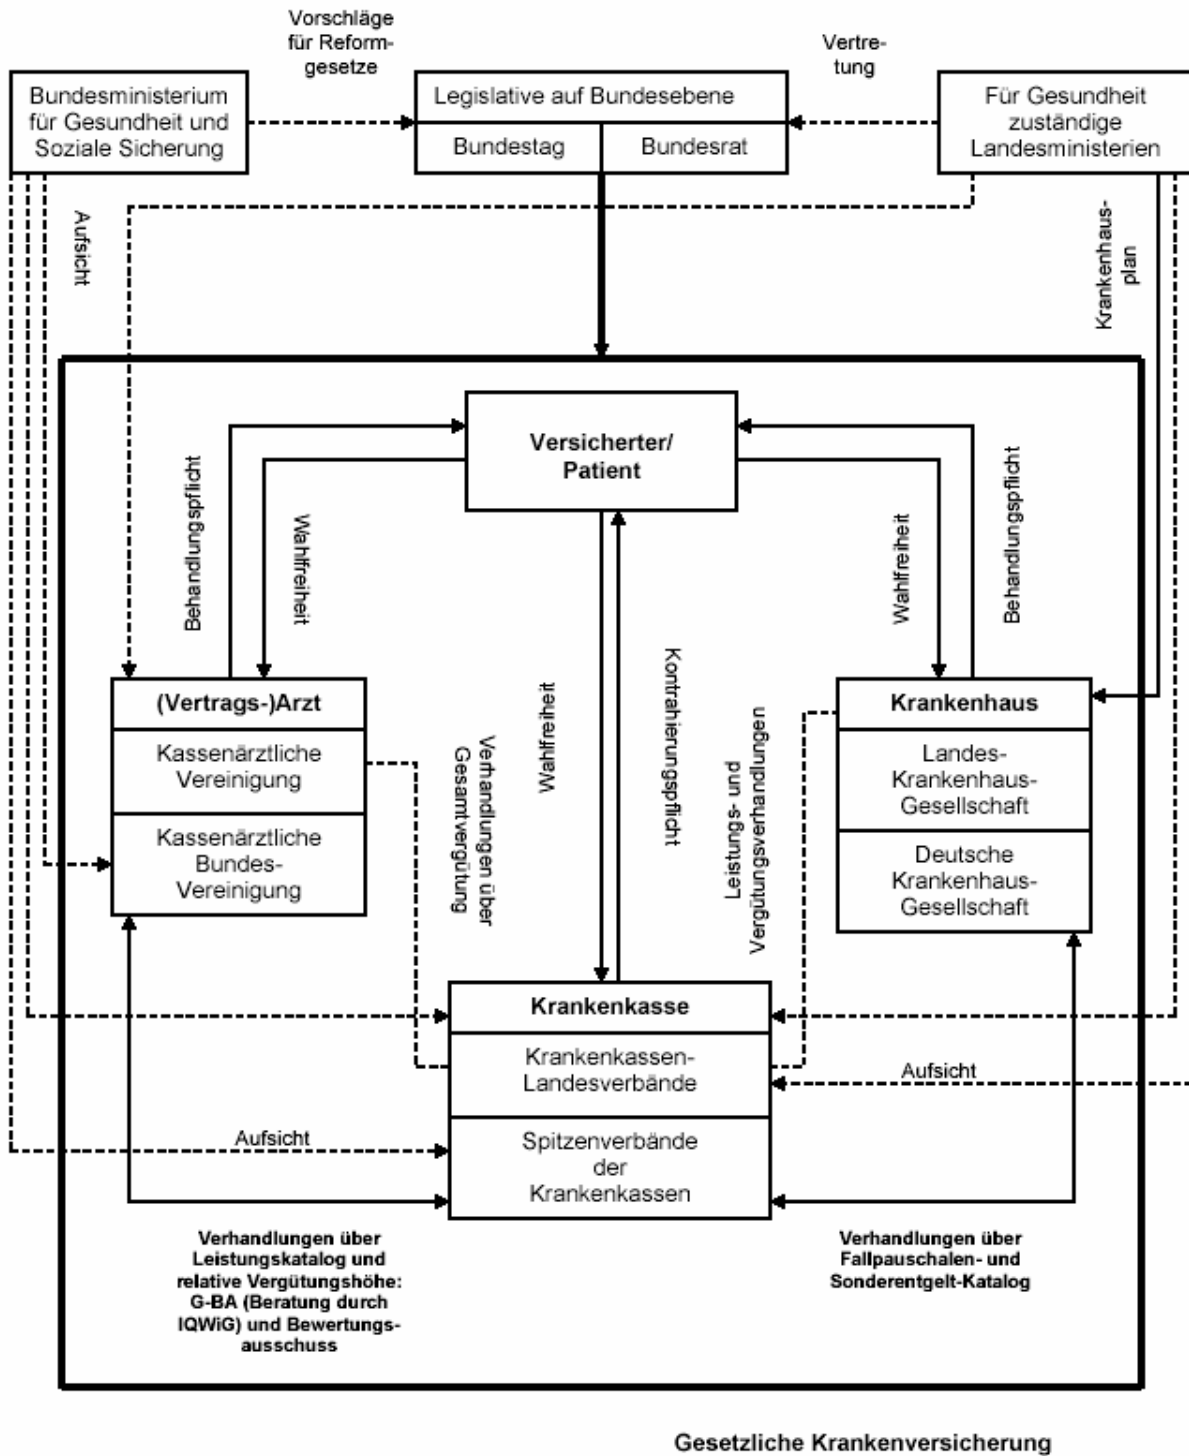 Vorschläge
für Reform-
gesetze
Vertre-
tung
Bundesministerium
für Gesundheit und
Soziale Sicherung
Legislative auf Bundesebene
Bundestag
Bundesrat
Für Gesundheit
zuständige
Landesministerien
Aufsicht
Krankenhaus-
plan
Versicherter/
Patient
Behandlungspflicht
Wahlfreiheit
Wahlfreiheit
Behandlungspflicht
(Vertrags-)Arzt
Kassenärztliche
Vereinigung
Kassenärztliche
Bundes-
Vereinigung
Verhandlungen über
Gesamtvergütung
Wahlfreiheit
Kontrahierungspflicht
Leistungs- und
Vergütungsverhandlungen
Krankenhaus
Landes-
Krankenhaus-
Gesellschaft
Deutsche
Krankenhaus-
Gesellschaft
Krankenkasse
Krankenkassen-
Landesverbände
Spitzenverbände
der
Krankenkassen
Aufsicht
Aufsicht
Verhandlungen über
Leistungskatalog und
relative Vergütungshöhe:
G-BA (Beratung durch
IQWiG) und Bewertungs-
ausschuss
Verhandlungen über
Fallpauschalen- und
Sonderentgelt-Katalog
Gesetzliche Krankenversicherung